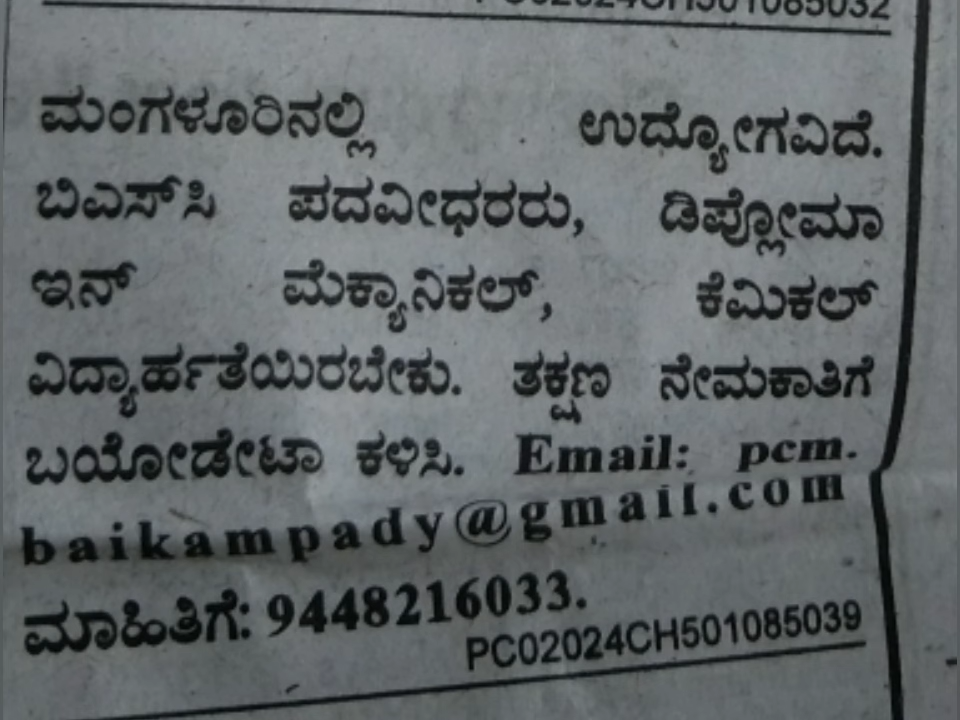 PC02024CH501085032
ಮಂಗಳೂರಿನಲ್ಲಿ ಉದ್ಯೋಗವಿದೆ.
ಬಿಎಸ್‌ಸಿ ಪದವೀಧರರು, ಡಿಪ್ಲೋಮಾ
ಇನ್ ಮೆಕ್ಯಾನಿಕಲ್, ಕೆಮಿಕಲ್
ವಿದ್ಯಾರ್ಹತೆಯಿರಬೇಕು. ತಕ್ಷಣ ನೇಮಕಾತಿಗೆ
ಬಯೋಡೇಟಾ ಕಳಿಸಿ. Email: pcm.
baikampady@gmail.com
ಮಾಹಿತಿಗೆ: 9448216033.
PC02024CH501085039